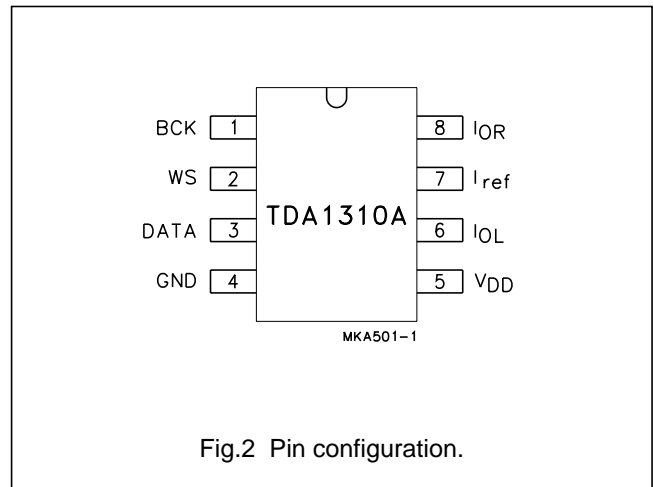 BCK 1 8 IOR
WS 2 7 Iref
TDA1310A
DATA 3 6 IOL
GND 4 5 VDD
MKA501-1
Fig.2 Pin configuration.